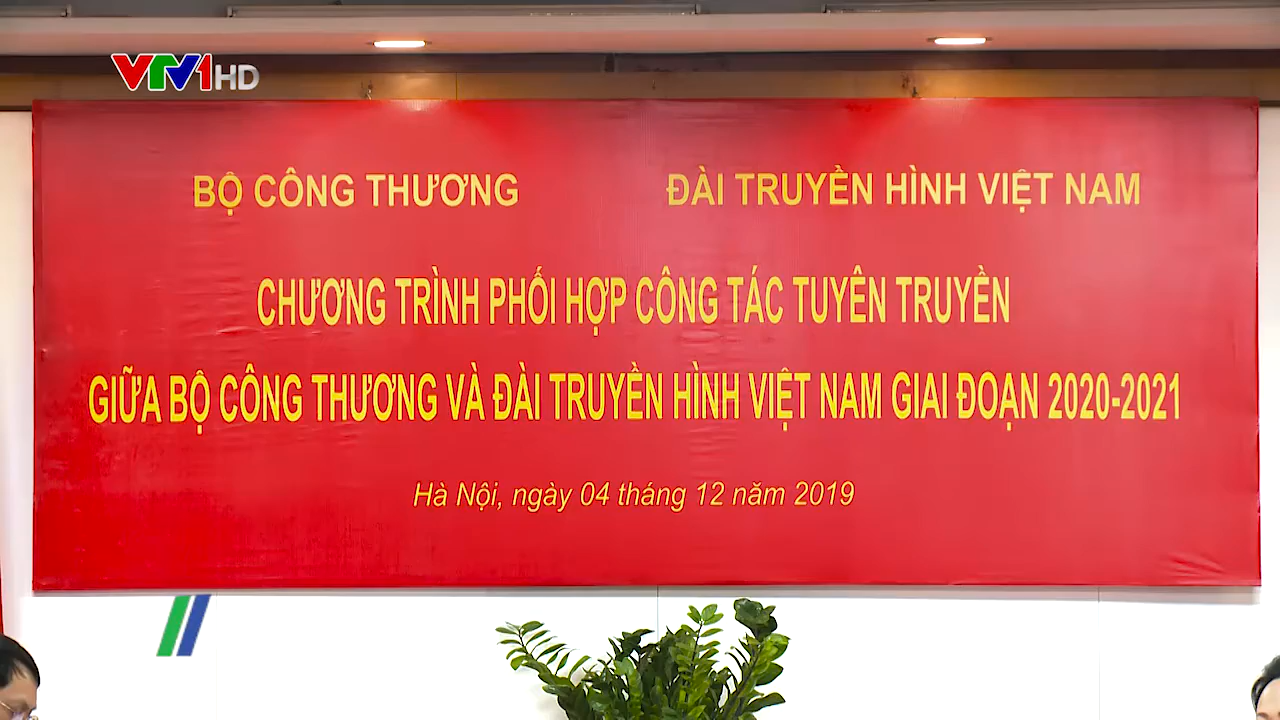 VTV1 HD
BỘ CÔNG THƯƠNG
ĐÀI TRUYỀN HÌNH VIỆT NAM
CHƯƠNG TRÌNH PHỐI HỢP CÔNG TÁC TUYÊN TRUYỀN
GIỮA BỘ CÔNG THƯƠNG VÀ ĐÀI TRUYỀN HÌNH VIỆT NAM GIAI ĐOẠN 2020-2021
Hà Nội, ngày 04 tháng 12 năm 2019